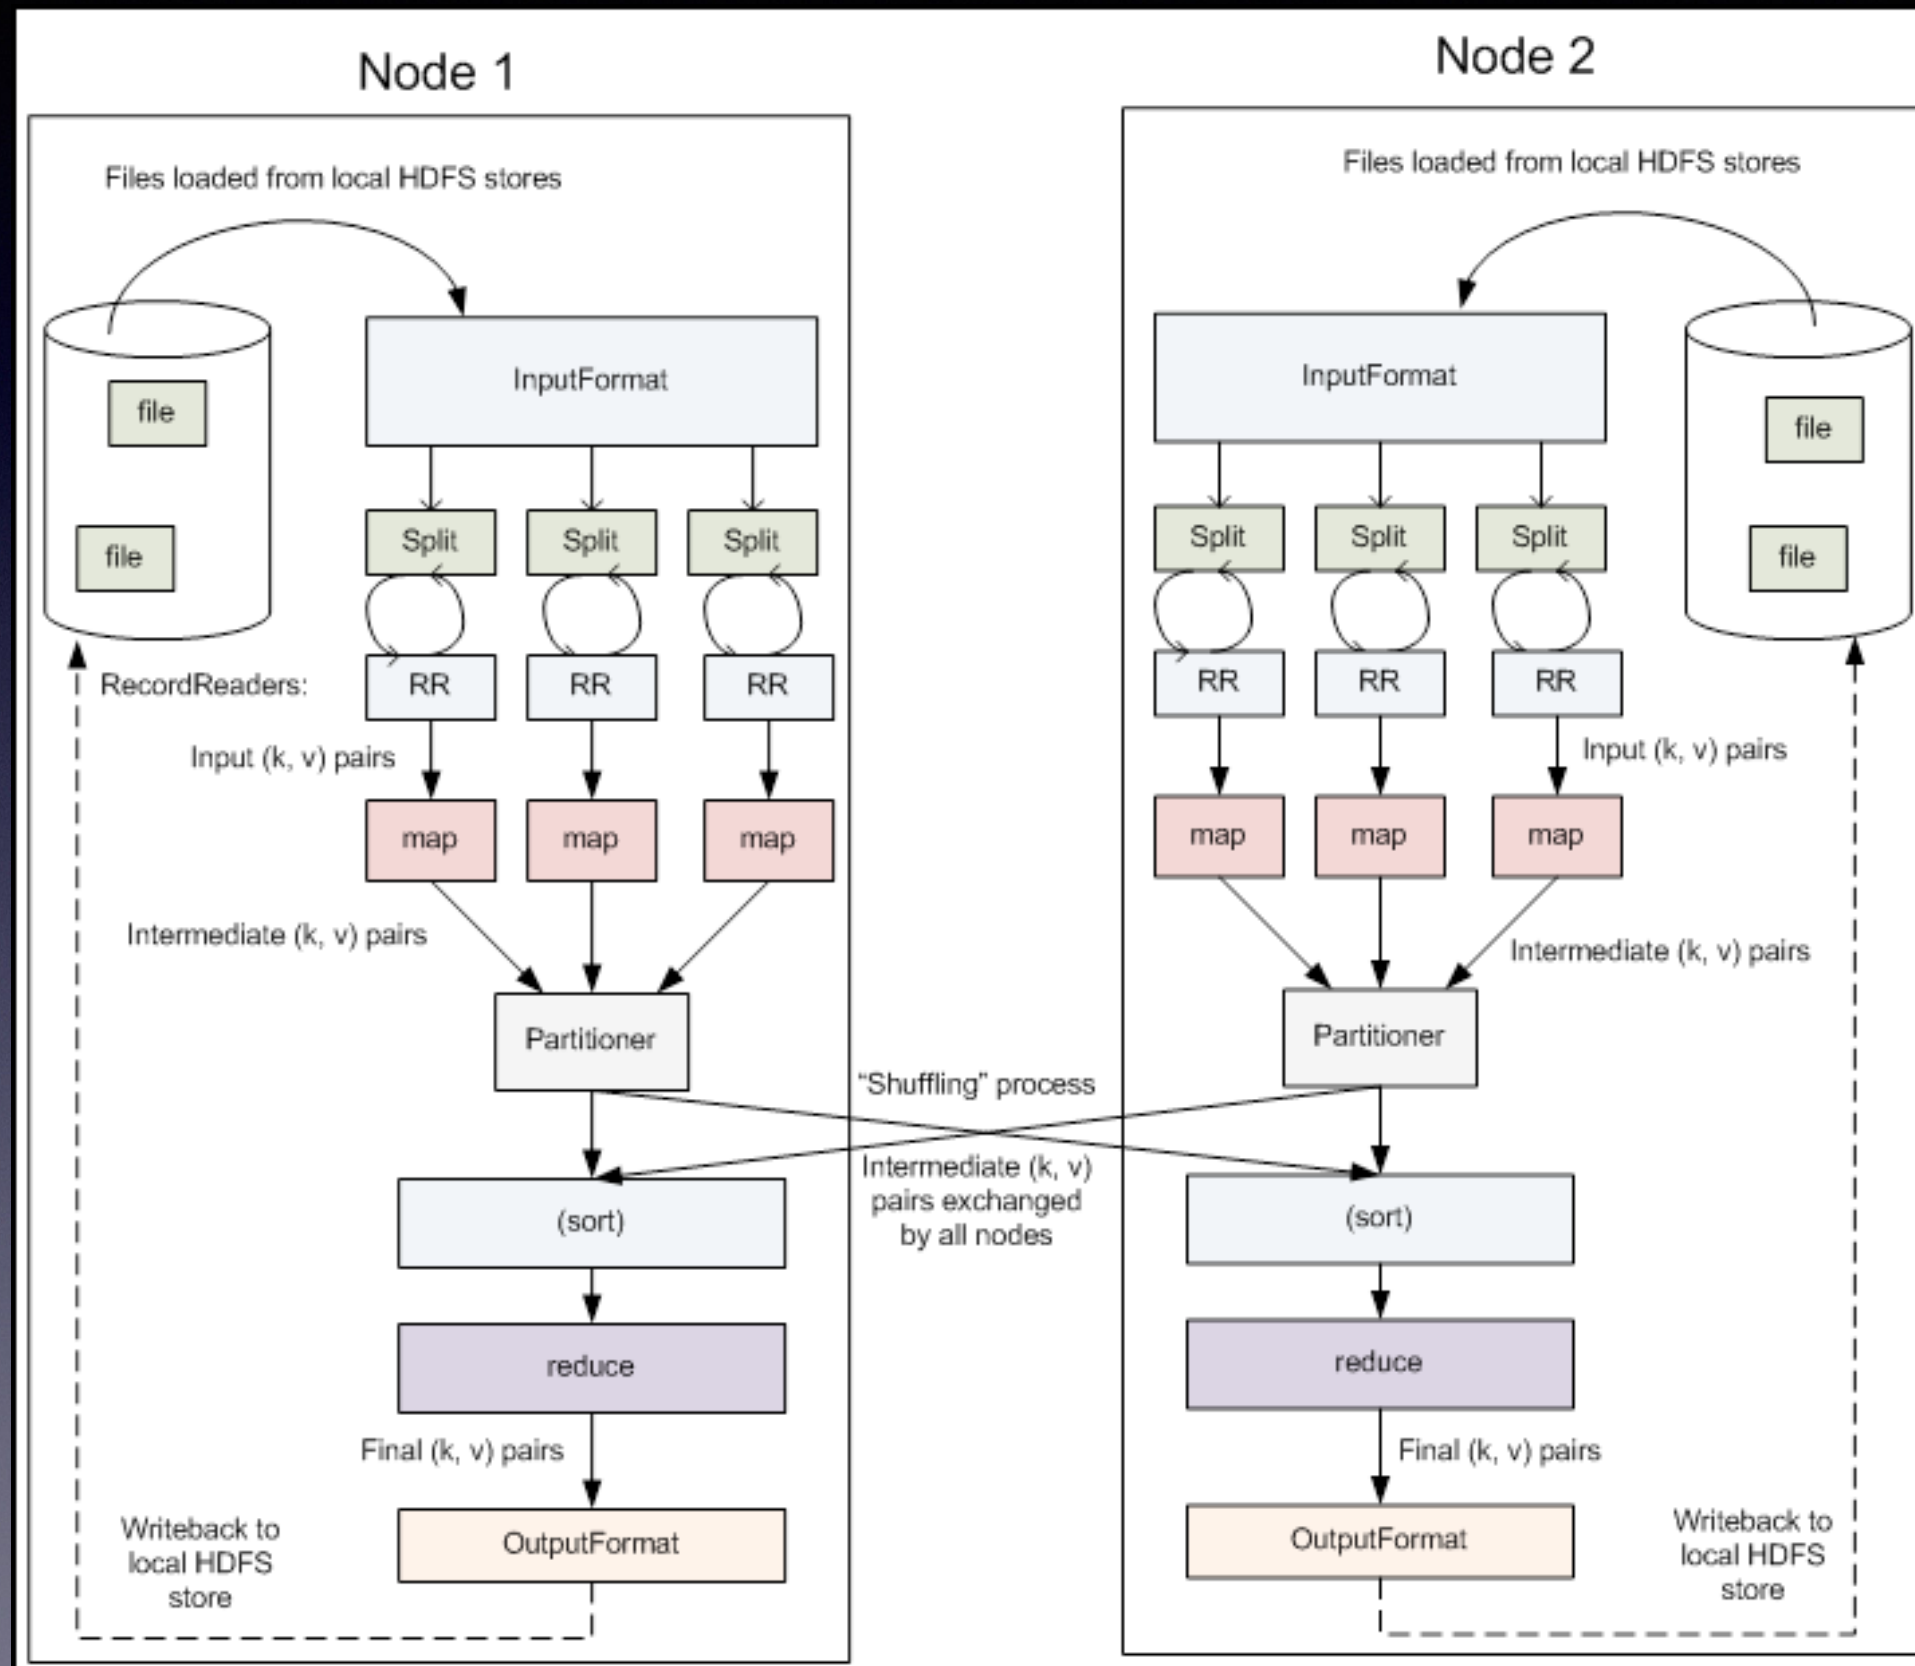 Node 1
Files loaded from local HDFS stores
InputFormat
file
file
Split Split Split
RecordReaders: RR RR RR
Input (k, v) pairs
map map map
Intermediate (k, v) pairs
Partitioner
(sort)
reduce
Final (k, v) pairs
OutputFormat
Writeback to
local HDFS
store
"Shuffling" process
Intermediate (k, v)
pairs exchanged
by all nodes
Node 2
Files loaded from local HDFS stores
InputFormat
file
file
Split Split Split
RR RR RR
Input (k, v) pairs
map map map
Intermediate (k, v) pairs
Partitioner
(sort)
reduce
Final (k, v) pairs
OutputFormat
Writeback to
local HDFS
store